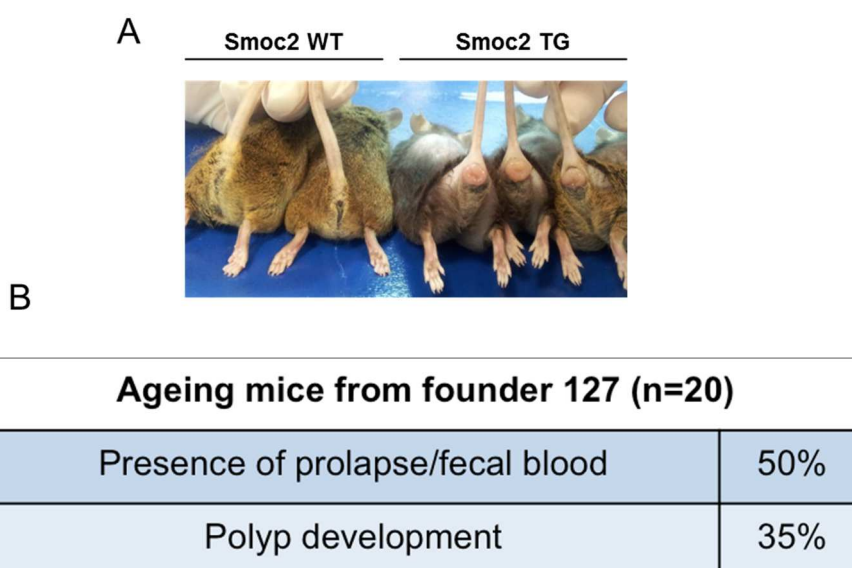 A
Smoc2 WT
Smoc2 TG
B
Ageing mice from founder 127 (n=20)
Presence of prolapse/fecal blood 50%
Polyp development 35%